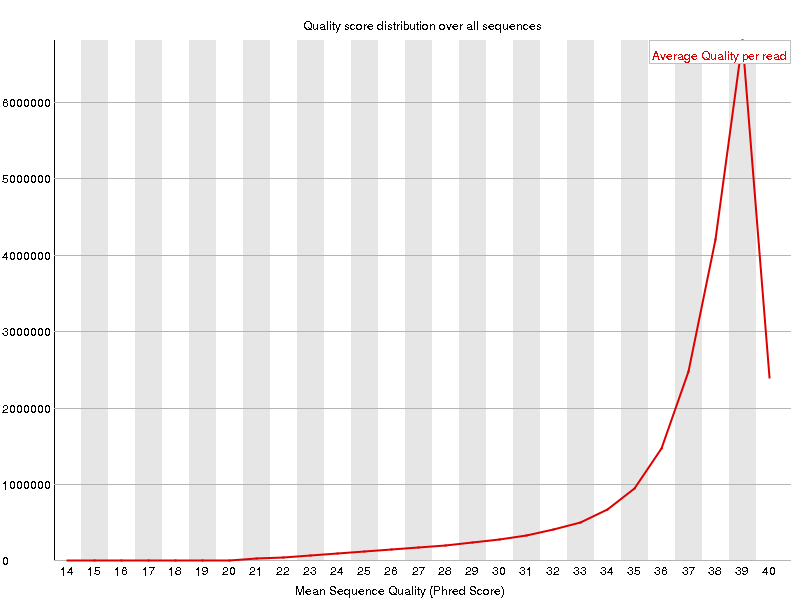 Quality score distribution over all sequences
Average Quality per read
6000000
5000000
4000000
3000000
2000000
1000000
0
14 15 16 17 18 19 20 21 22 23 24 25 26 27 28 29 30 31 32 33 34 35 36 37 38 39 40
Mean Sequence Quality (Phred Score)